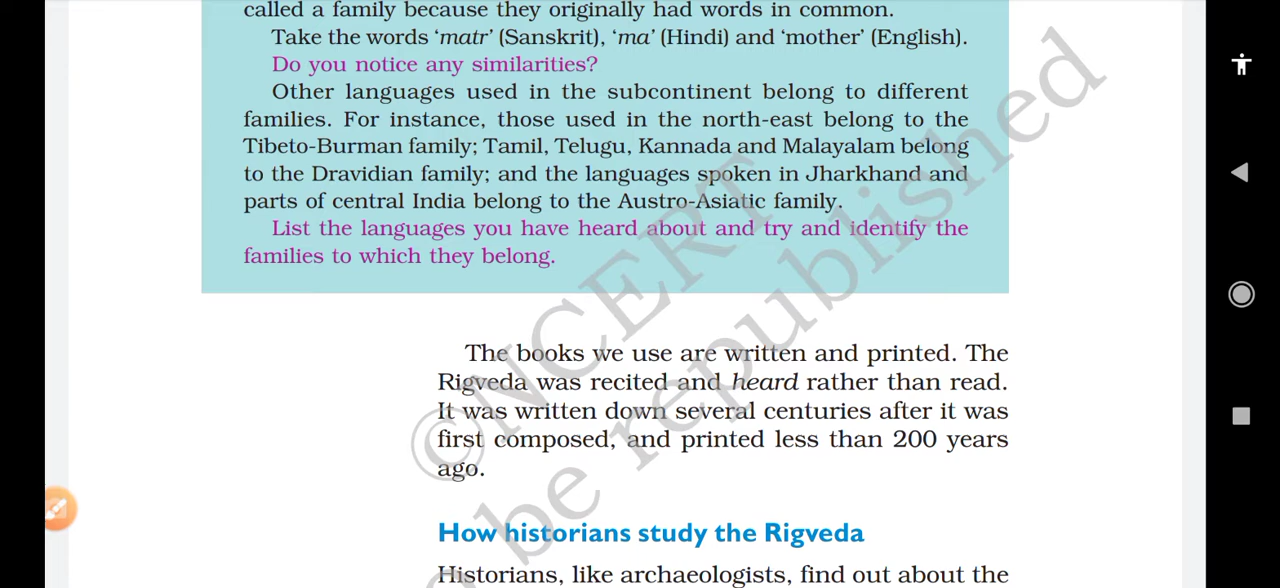 called a family because they originally had words in common.
Take the words ‘matr’ (Sanskrit), ‘ma’ (Hindi) and ‘mother’ (English).
Do you notice any similarities?
Other languages used in the subcontinent belong to different
families. For instance, those used in the north-east belong to the
Tibeto-Burman family; Tamil, Telugu, Kannada and Malayalam belong
to the Dravidian family; and the languages spoken in Jharkhand and
parts of central India belong to the Austro-Asiatic family.
List the languages you have heard about and try and identify the
families to which they belong.
The books we use are written and printed. The
Rigveda was recited and heard rather than read.
It was written down several centuries after it was
first composed, and printed less than 200 years
ago.
How historians study the Rigveda
Historians, like archaeologists, find out about the
©NCERT
o be republished